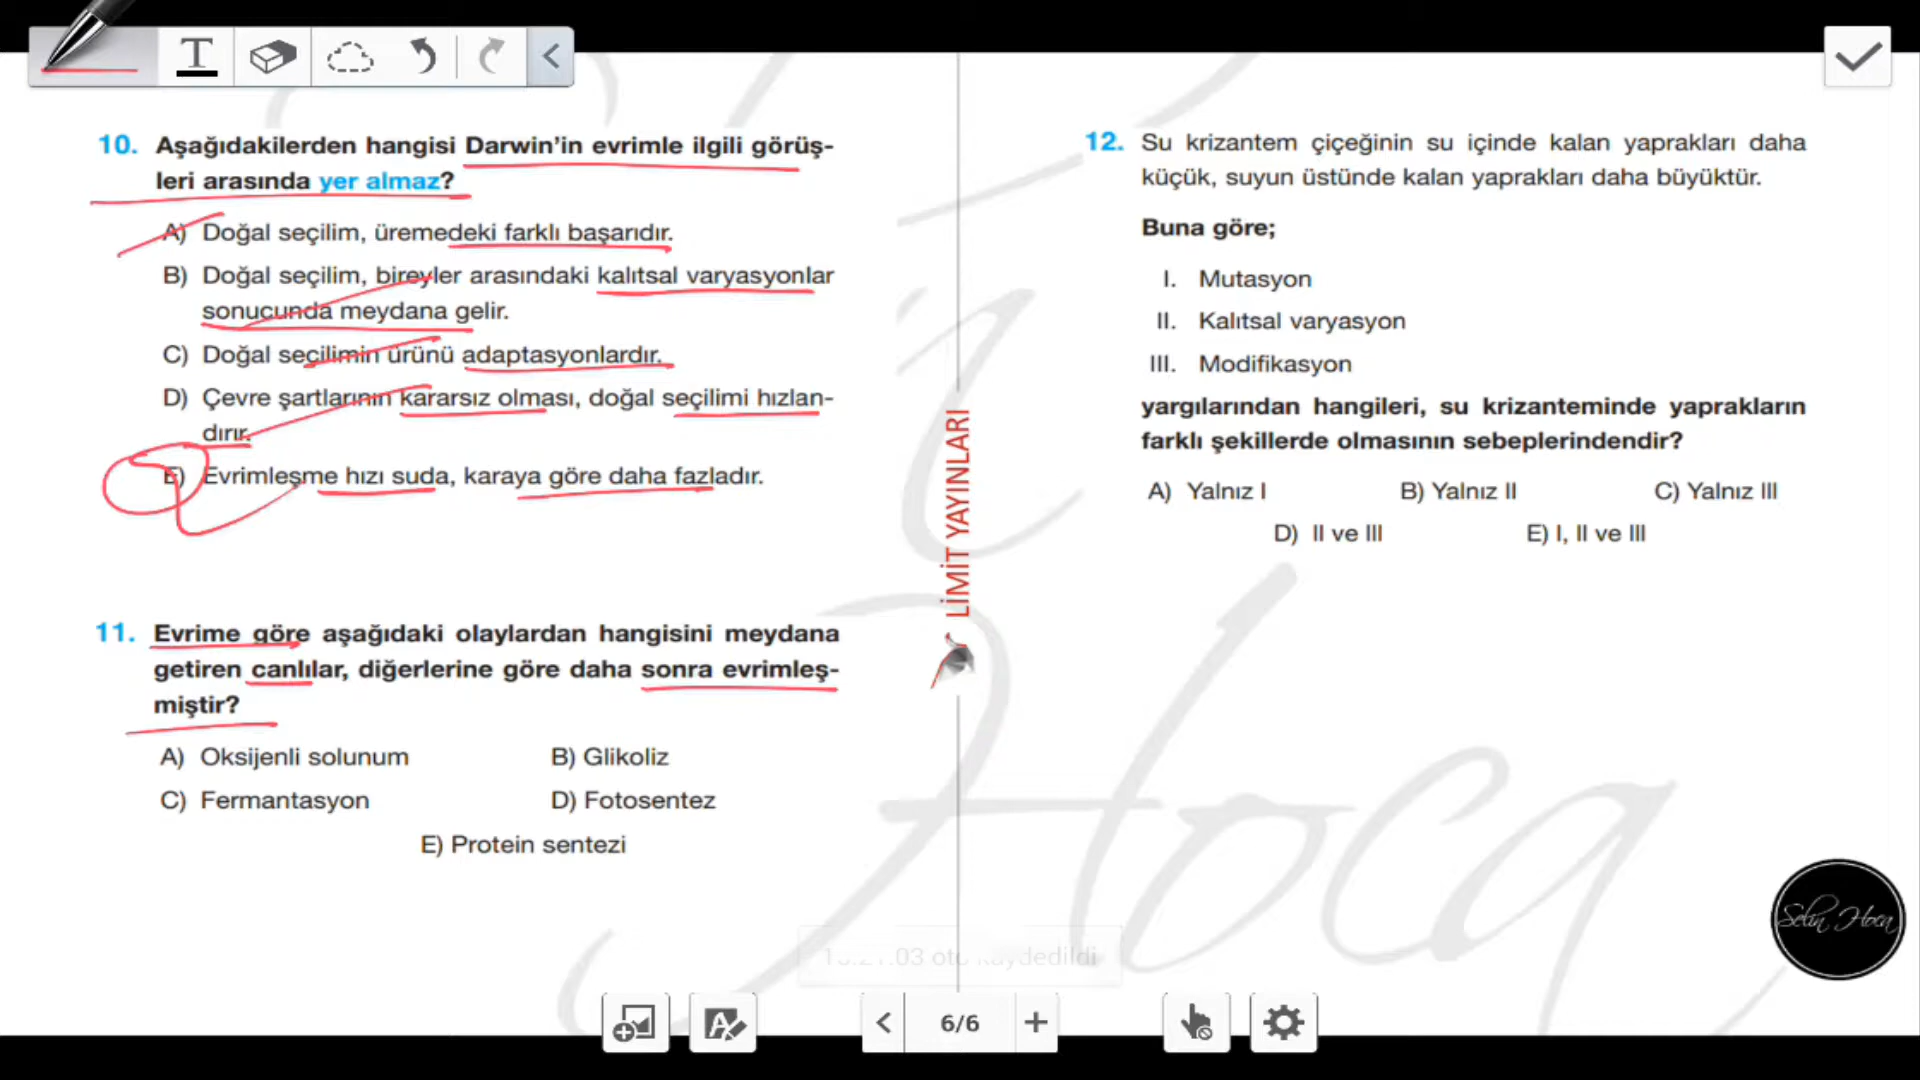 T
10. Aşağıdakilerden hangisi Darwin'in evrimle ilgili görüş-
leri arasında yer almaz?
A) Doğal seçilim, üremedeki farklı başarıdır.
B) Doğal seçilim, bireyler arasındaki kalıtsal varyasyonlar
sonucunda meydana gelir.
C) Doğal seçilimin ürünü adaptasyonlardır.
D) Çevre şartlarının kararsız olması, doğal seçilimi hızlan-
dırır.
E) Evrimleşme hızı suda, karaya göre daha fazladır.
11. Evrime göre aşağıdaki olaylardan hangisini meydana
getiren canlılar, diğerlerine göre daha sonra evrimleş-
miştir?
A) Oksijenli solunum
B) Glikoliz
C) Fermantasyon
D) Fotosentez
E) Protein sentezi
LİMİT YAYINLARI
12. Su krizantem çiçeğinin su içinde kalan yaprakları daha
küçük, suyun üstünde kalan yaprakları daha büyüktür.
Buna göre;
I. Mutasyon
II. Kalıtsal varyasyon
III. Modifikasyon
yargılarından hangileri, su krizanteminde yaprakların
farklı şekillerde olmasının sebeplerindendir?
A) Yalnız I
B) Yalnız II
C) Yalnız III
D) II ve III
E) I, II ve III
Hoca
Selin Hoca
03 oto kaydedildi
6/6